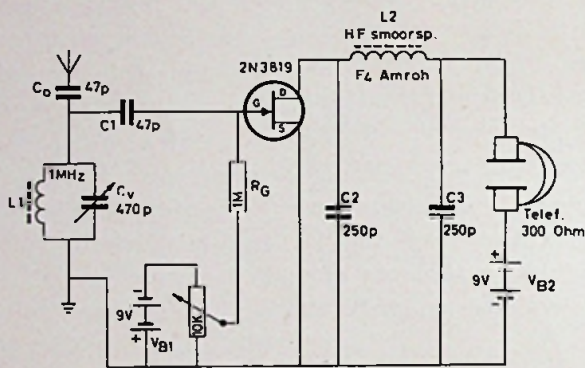 L2
HF smoorsp.
F4 Amroh
2N3819
D
G
S
Co
47p
C1
47p
1MHz
L1
Cv
470p
1M
RG
C2
250p
C3
250p
Telef.
300 Ohm
-
9V
+
VB1
10K
+
9V
VB2
-